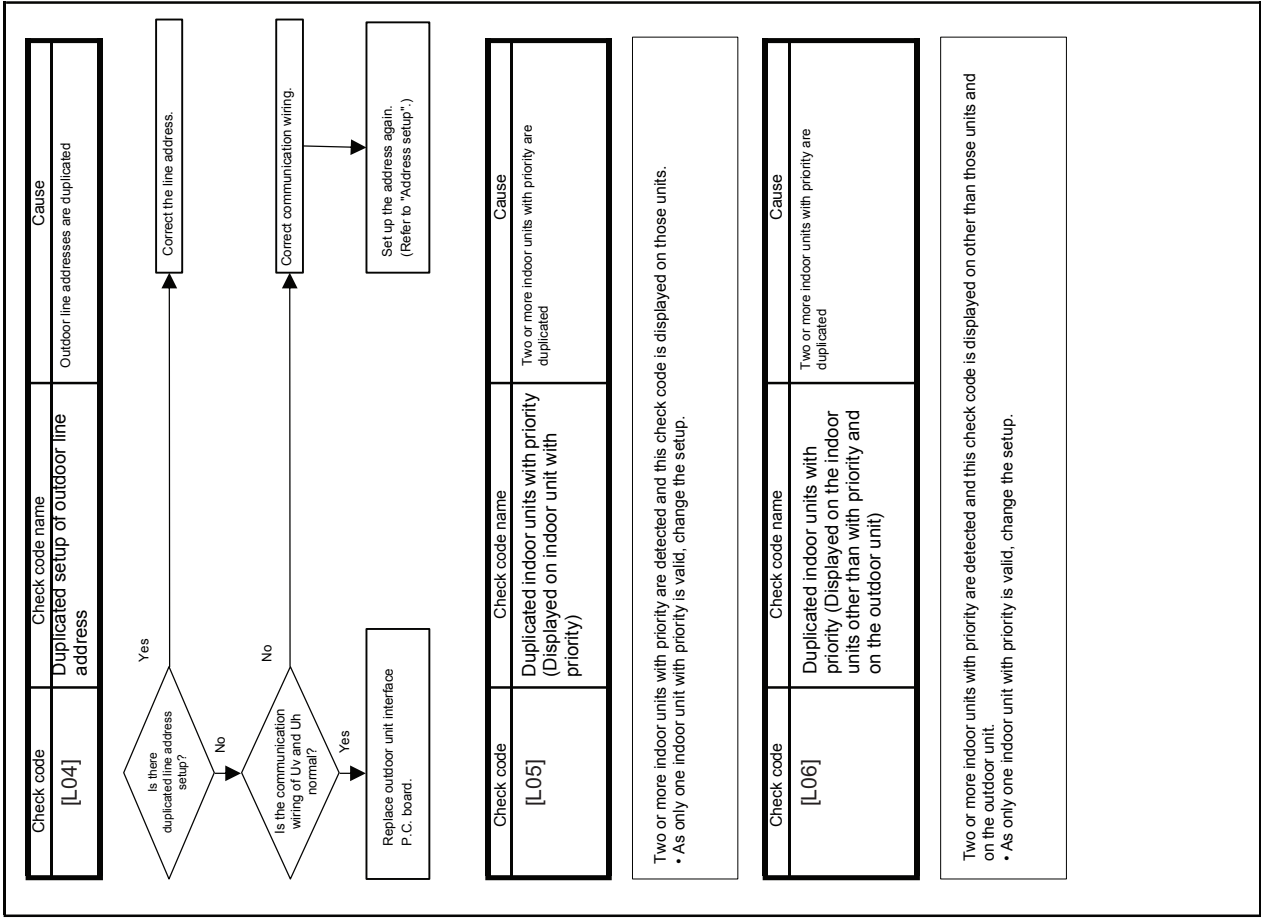 Check code
Check code name
Cause
[L04]
Duplicated setup of outdoor line
address
Outdoor line addresses are duplicated
Is there
duplicated line address
setup?
Yes
Correct the line address.
No
Is the communication
wiring of Uv and Uh
normal?
No
Correct communication wiring.
Yes
Replace outdoor unit interface
P.C. board.
Set up the address again.
(Refer to "Address setup".)
Check code
Check code name
Cause
[L05]
Duplicated indoor units with priority
(Displayed on indoor unit with
priority)
Two or more indoor units with priority are
duplicated
Two or more indoor units with priority are detected and this check code is displayed on those units.
• As only one indoor unit with priority is valid, change the setup.
Check code
Check code name
Cause
[L06]
Duplicated indoor units with
priority (Displayed on the indoor
units other than with priority and
on the outdoor unit)
Two or more indoor units with priority are
duplicated
Two or more indoor units with priority are detected and this check code is displayed on other than those units and
on the outdoor unit.
• As only one indoor unit with priority is valid, change the setup.